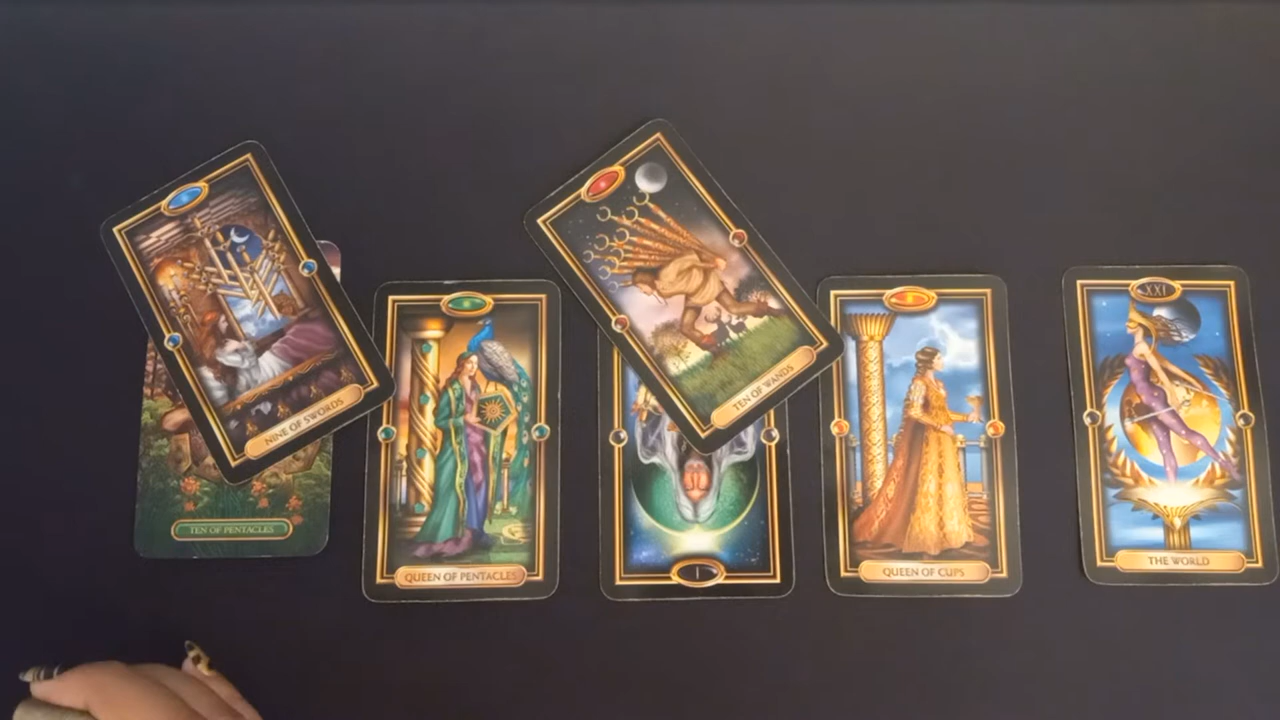 NINE OF SWORDS
TEN OF PENTACLES
QUEEN OF PENTACLES
TEN OF WANDS
I
QUEEN OF CUPS
XXI
THE WORLD